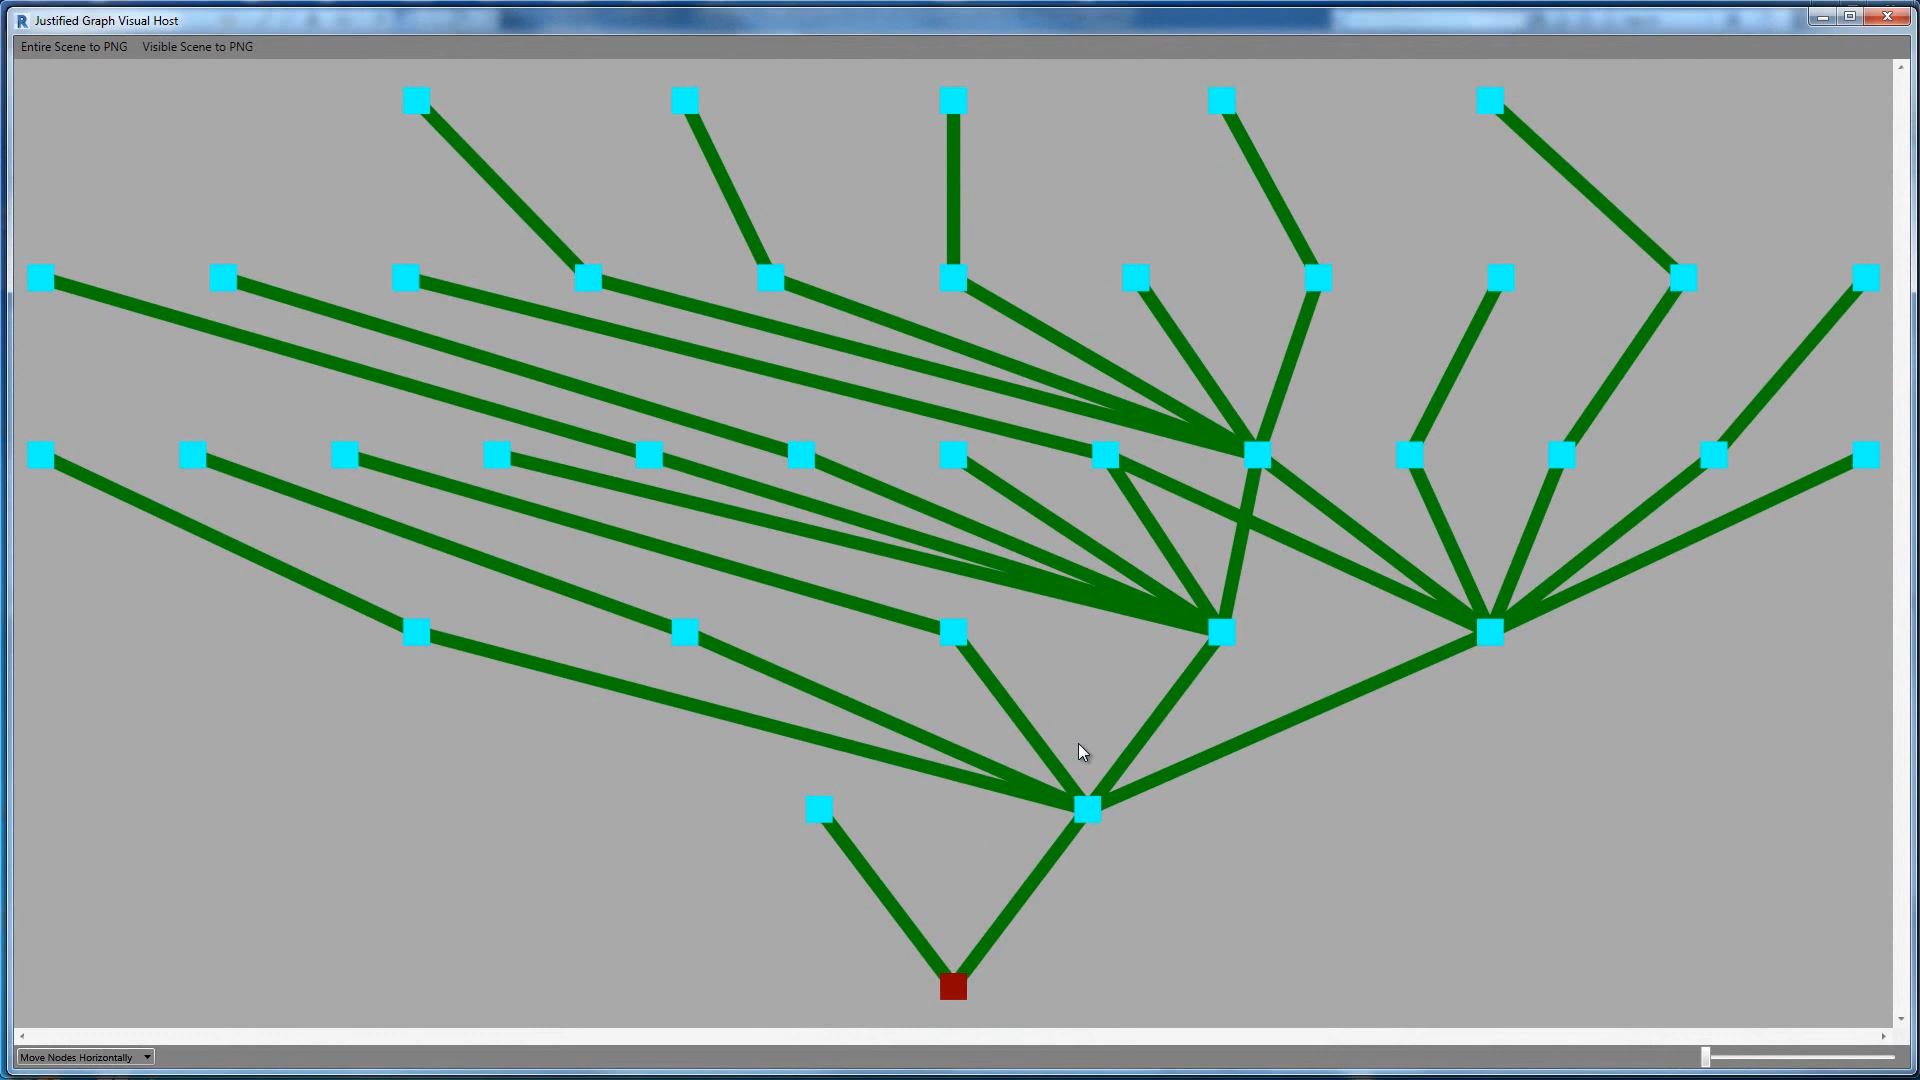 R Justified Graph Visual Host
Entire Scene to PNG Visible Scene to PNG
Move Nodes Horizontally